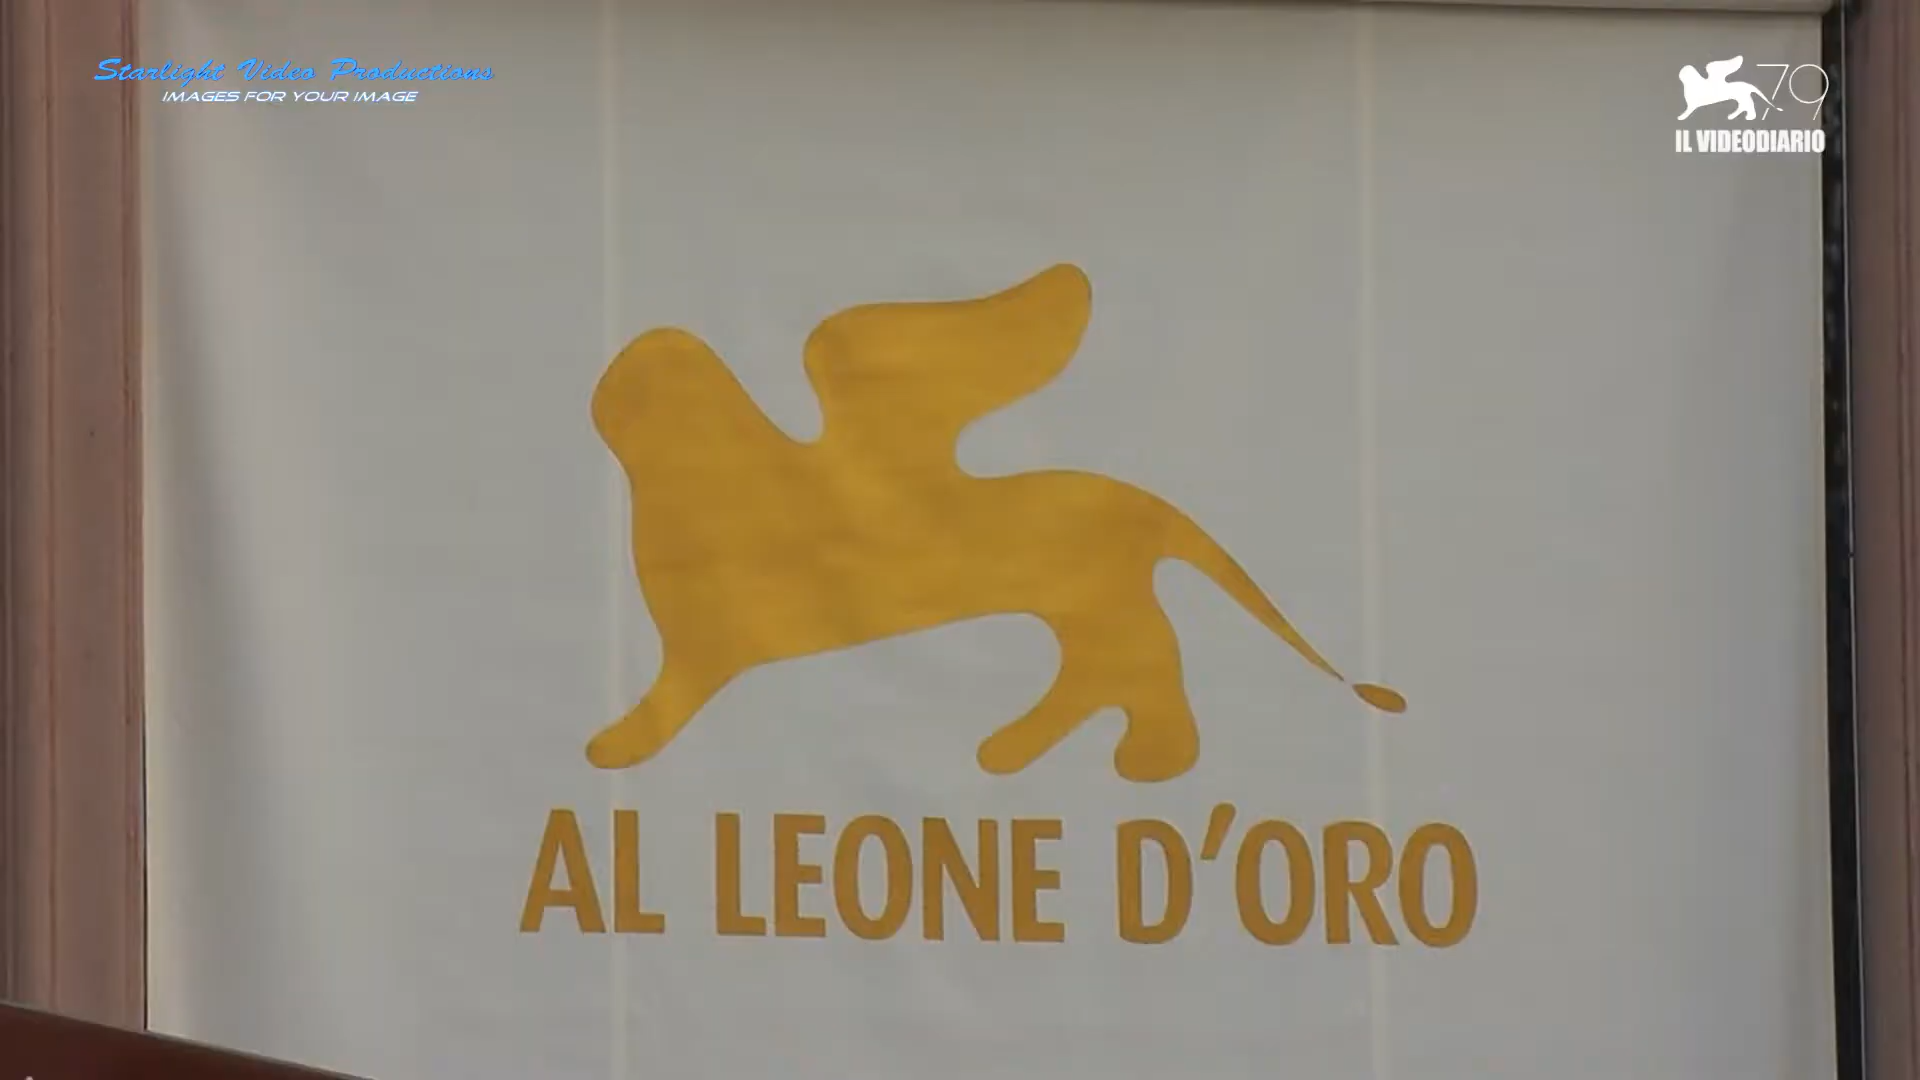 Starlight Video Productions
IMAGES FOR YOUR IMAGE
79
IL VIDEODIARIO
AL LEONE D'ORO